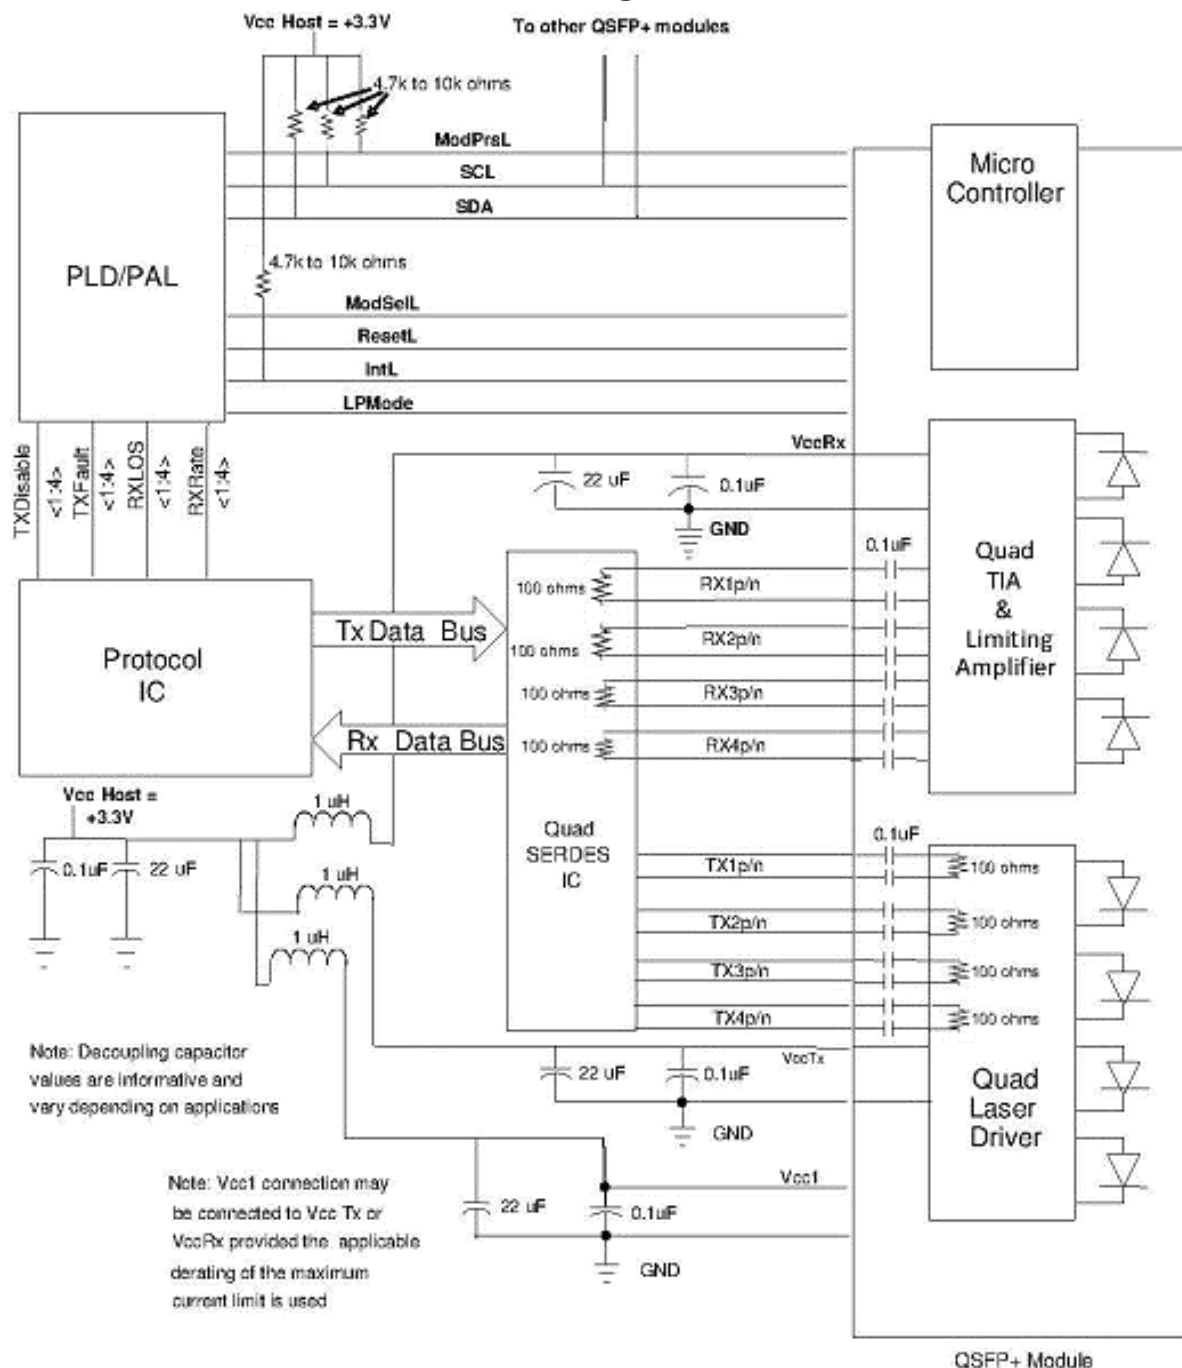 Vcc Host = +3.3V
To other QSFP+ modules
4.7k to 10k ohms
ModPrsL
SCL
SDA
Micro
Controller
PLD/PAL
4.7k to 10k ohms
ModSelL
ResetL
IntL
LPMode
TXDisable
<1:4>
TXFault
<1:4>
RXLOS
<1:4>
RXRate
<1:4>
VccRx
22 uF
0.1uF
GND
0.1uF
Quad
TIA
&
Limiting
Amplifier
100 ohms
RX1p/n
100 ohms
RX2p/n
100 ohms
RX3p/n
100 ohms
RX4p/n
Tx Data Bus
Protocol
IC
Rx Data Bus
Vcc Host =
+3.3V
0.1uF
22 uF
1 uH
1 uH
1 uH
Quad
SERDES
IC
0.1uF
TX1p/n
100 ohms
TX2p/n
100 ohms
TX3p/n
100 ohms
TX4p/n
100 ohms
Note: Decoupling capacitor
values are informative and
vary depending on applications
VccTx
22 uF
0.1uF
GND
Quad
Laser
Driver
Note: Vcc1 connection may
be connected to Vcc Tx or
VccRx provided the applicable
derating of the maximum
current limit is used
Vcc1
22 uF
0.1uF
GND
QSFP+ Module